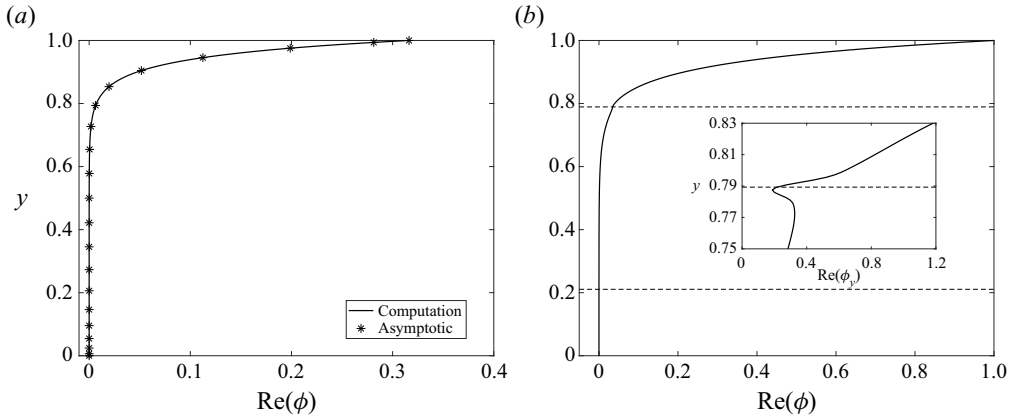 (a)
1.0
0.8
0.6
y
0.4
0.2
0
0 0.1 0.2 0.3 0.4
Re(ϕ)
Computation
Asymptotic
(b)
1.0
0.8
0.6
0.4
0.2
0
0 0.2 0.4 0.6 0.8 1.0
Re(ϕ)
0.83
0.81
y 0.79
0.77
0.75
0 0.4 0.8 1.2
Re(ϕy)